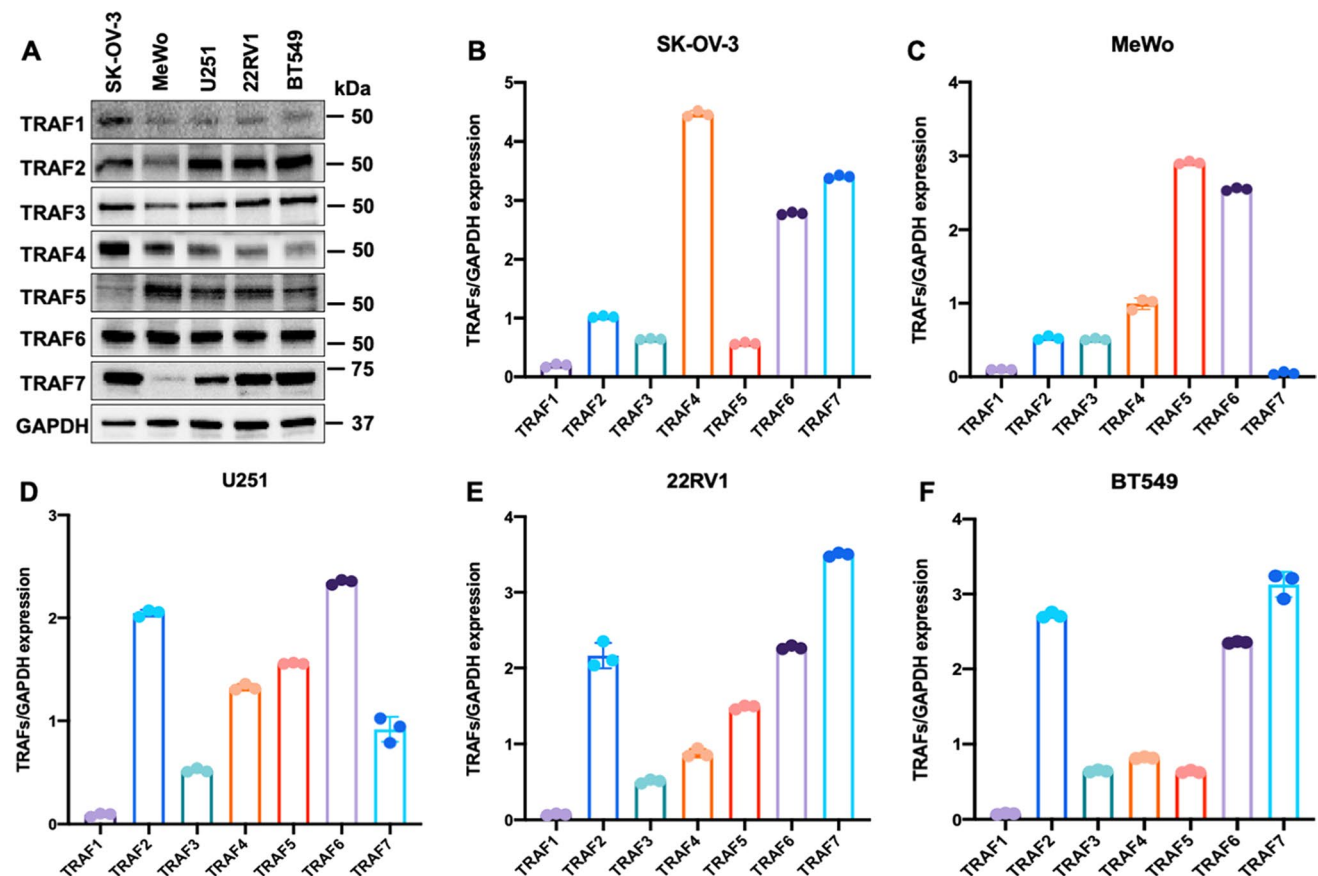 A
SK-OV-3
MeWo
U251
22RV1
BT549
kDa
TRAF1
50
TRAF2
50
TRAF3
50
TRAF4
50
TRAF5
50
TRAF6
50
TRAF7
75
50
GAPDH
37
B
SK-OV-3
TRAFs/GAPDH expression
5
4
3
2
1
0
TRAF1
TRAF2
TRAF3
TRAF4
TRAF5
TRAF6
TRAF7
C
MeWo
TRAFs/GAPDH expression
4
3
2
1
0
TRAF1
TRAF2
TRAF3
TRAF4
TRAF5
TRAF6
TRAF7
D
U251
TRAFs/GAPDH expression
3
2
1
0
TRAF1
TRAF2
TRAF3
TRAF4
TRAF5
TRAF6
TRAF7
E
22RV1
TRAFs/GAPDH expression
4
3
2
1
0
TRAF1
TRAF2
TRAF3
TRAF4
TRAF5
TRAF6
TRAF7
F
BT549
TRAFs/GAPDH expression
4
3
2
1
0
TRAF1
TRAF2
TRAF3
TRAF4
TRAF5
TRAF6
TRAF7